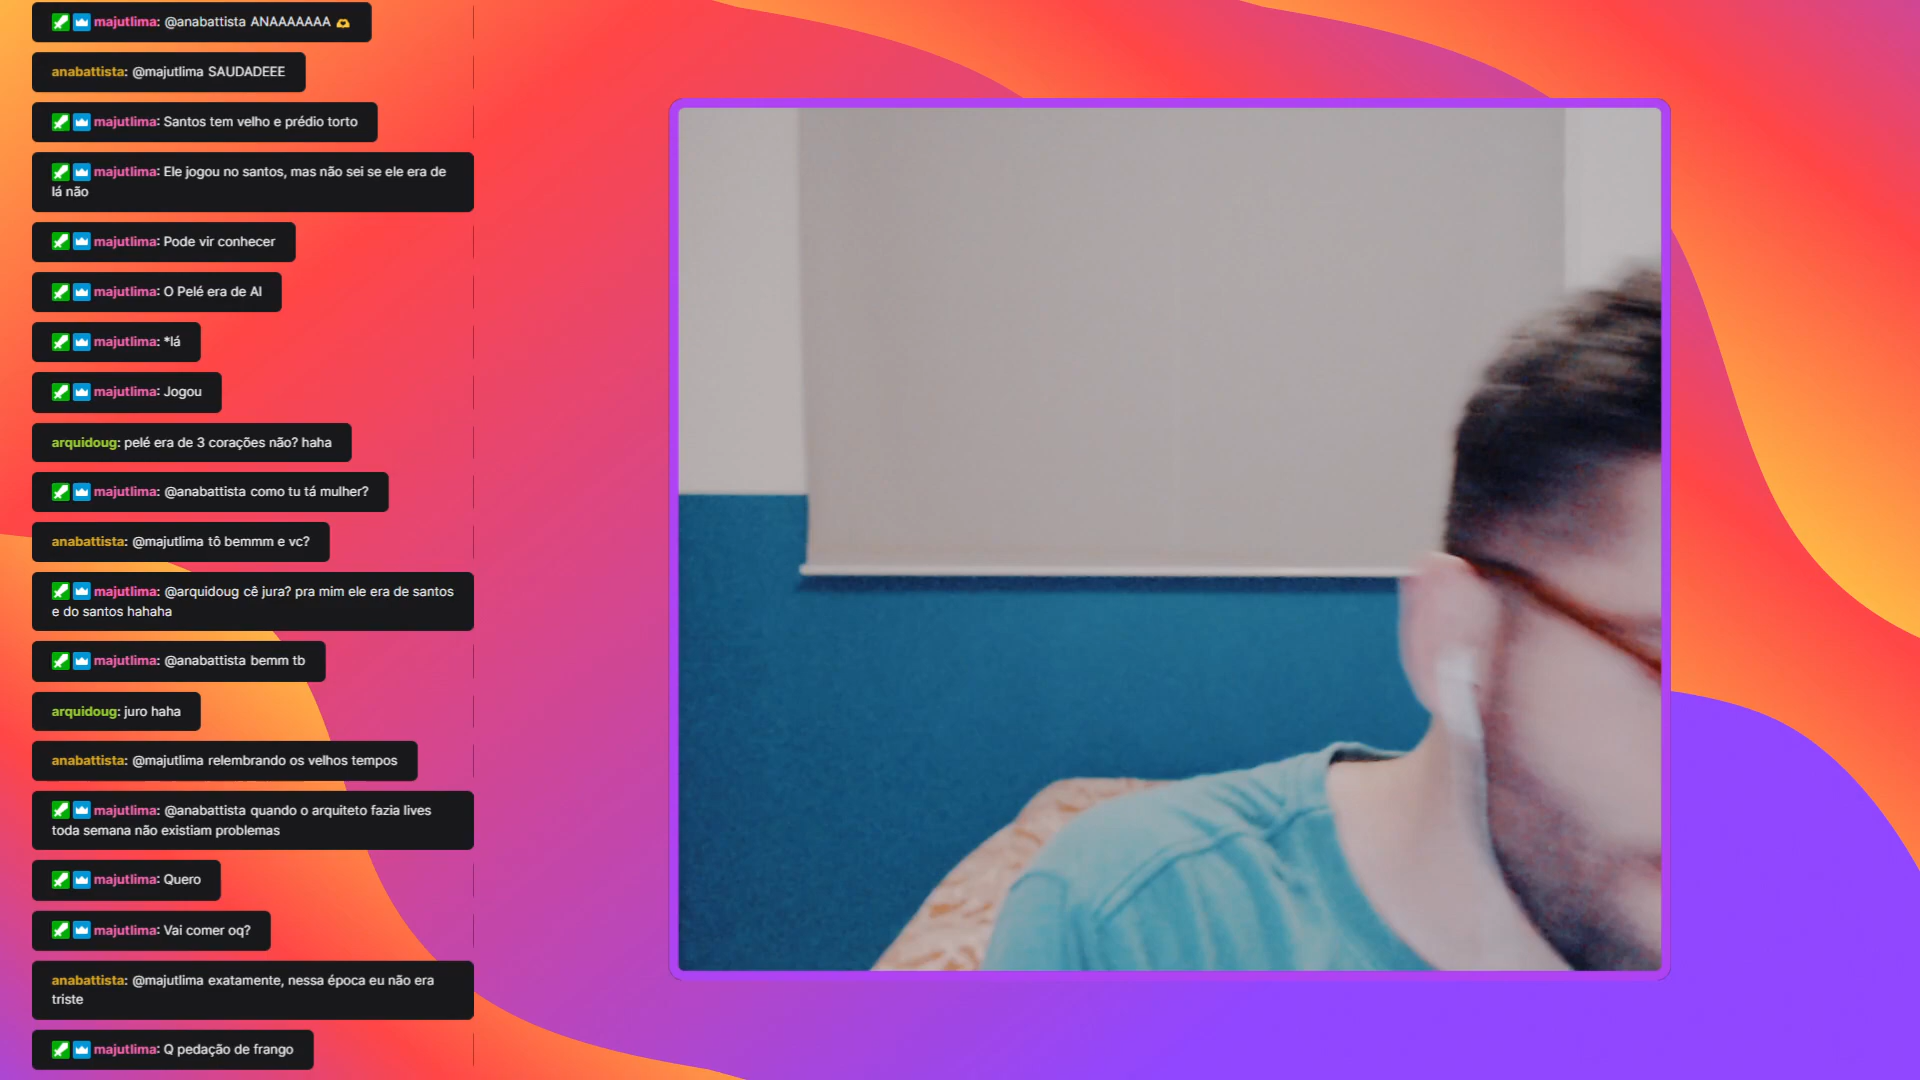 majutlima: @anabattista ANAAAAAAA
anabattista: @majutlima SAUDADEEE
majutlima: Santos tem velho e prédio torto
majutlima: Ele jogou no santos, mas não sei se ele era de
lá não
majutlima: Pode vir conhecer
majutlima: O Pelé era de Al
majutlima: *lá
majutlima: Jogou
arquidoug: pelé era de 3 corações não? haha
majutlima: @anabattista como tu tá mulher?
anabattista: @majutlima tô bemmm e vc?
majutlima: @arquidoug cê jura? pra mim ele era de santos
e do santos hahaha
majutlima: @anabattista bemm tb
arquidoug: juro haha
anabattista: @majutlima relembrando os velhos tempos
majutlima: @anabattista quando o arquiteto fazia lives
toda semana não existiam problemas
majutlima: Quero
majutlima: Vai comer oq?
anabattista: @majutlima exatamente, nessa época eu não era
triste
majutlima: Q pedação de frango